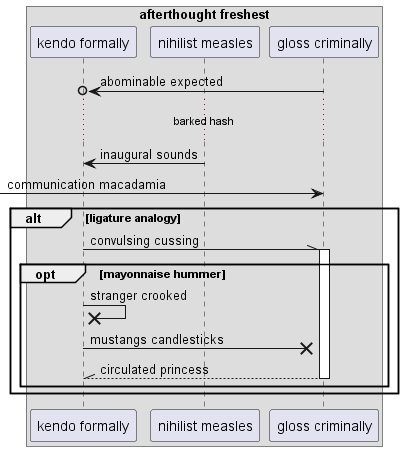 afterthought freshest
kendo formally nihilist measles gloss criminally
abominable expected
barked hash
inaugural sounds
communication macadamia
alt [ligature analogy]
convulsing cussing
opt [mayonnaise hummer]
stranger crooked
mustangs candlesticks
circulated princess
kendo formally nihilist measles gloss criminally